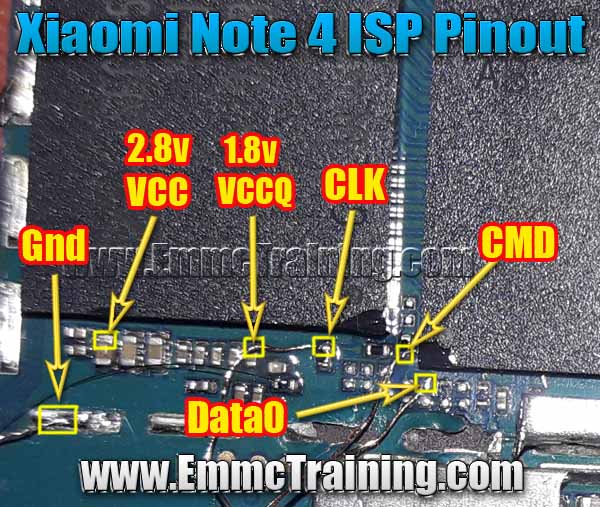 Xiaomi Note 4 ISP Pinout
2.8v
VCC
1.8v
VCCQ
CLK
Gnd
CMD
www.EmmcTraining.com
Data0
www.EmmcTraining.com